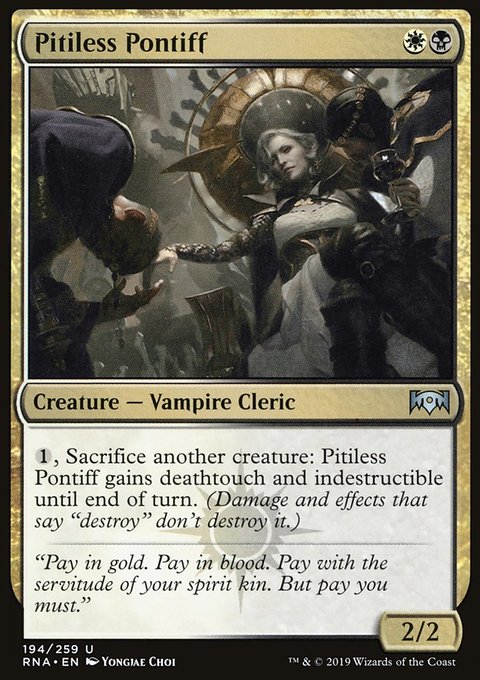 Pitiless Pontiff
Creature — Vampire Cleric
1, Sacrifice another creature: Pitiless
Pontiff gains deathtouch and indestructible
until end of turn. (Damage and effects that
say “destroy” don’t destroy it.)
“Pay in gold. Pay in blood. Pay with the
servitude of your spirit kin. But pay you
must.”
2/2
194/259 U
RNA • EN Yongjae Choi
™ & © 2019 Wizards of the Coast